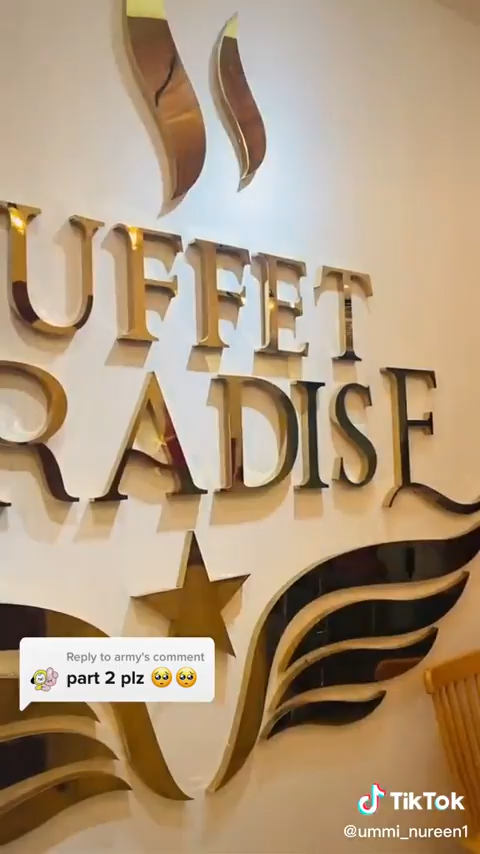 UFFET
RADISE
Reply to army's comment
part 2 plz 🥺🥺
TikTok
@ummi_nureen1